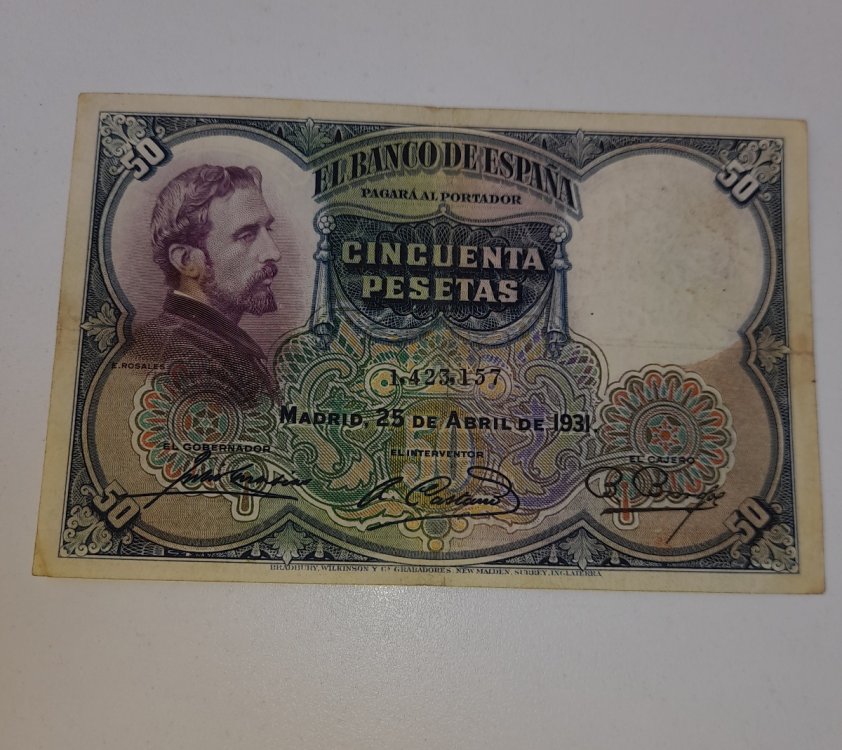 50
50
EL BANCO DE ESPAÑA
PAGARÁ AL PORTADOR
CINCUENTA
PESETAS
E. ROSALES
1,423,157
MADRID, 25 DE ABRIL DE 1931.
EL GOBERNADOR
EL INTERVENTOR
EL CAJERO
50
50
50
BRADBURY, WILKINSON Y Cª GRABADORES, NEW MALDEN, SURREY, INGLATERRA